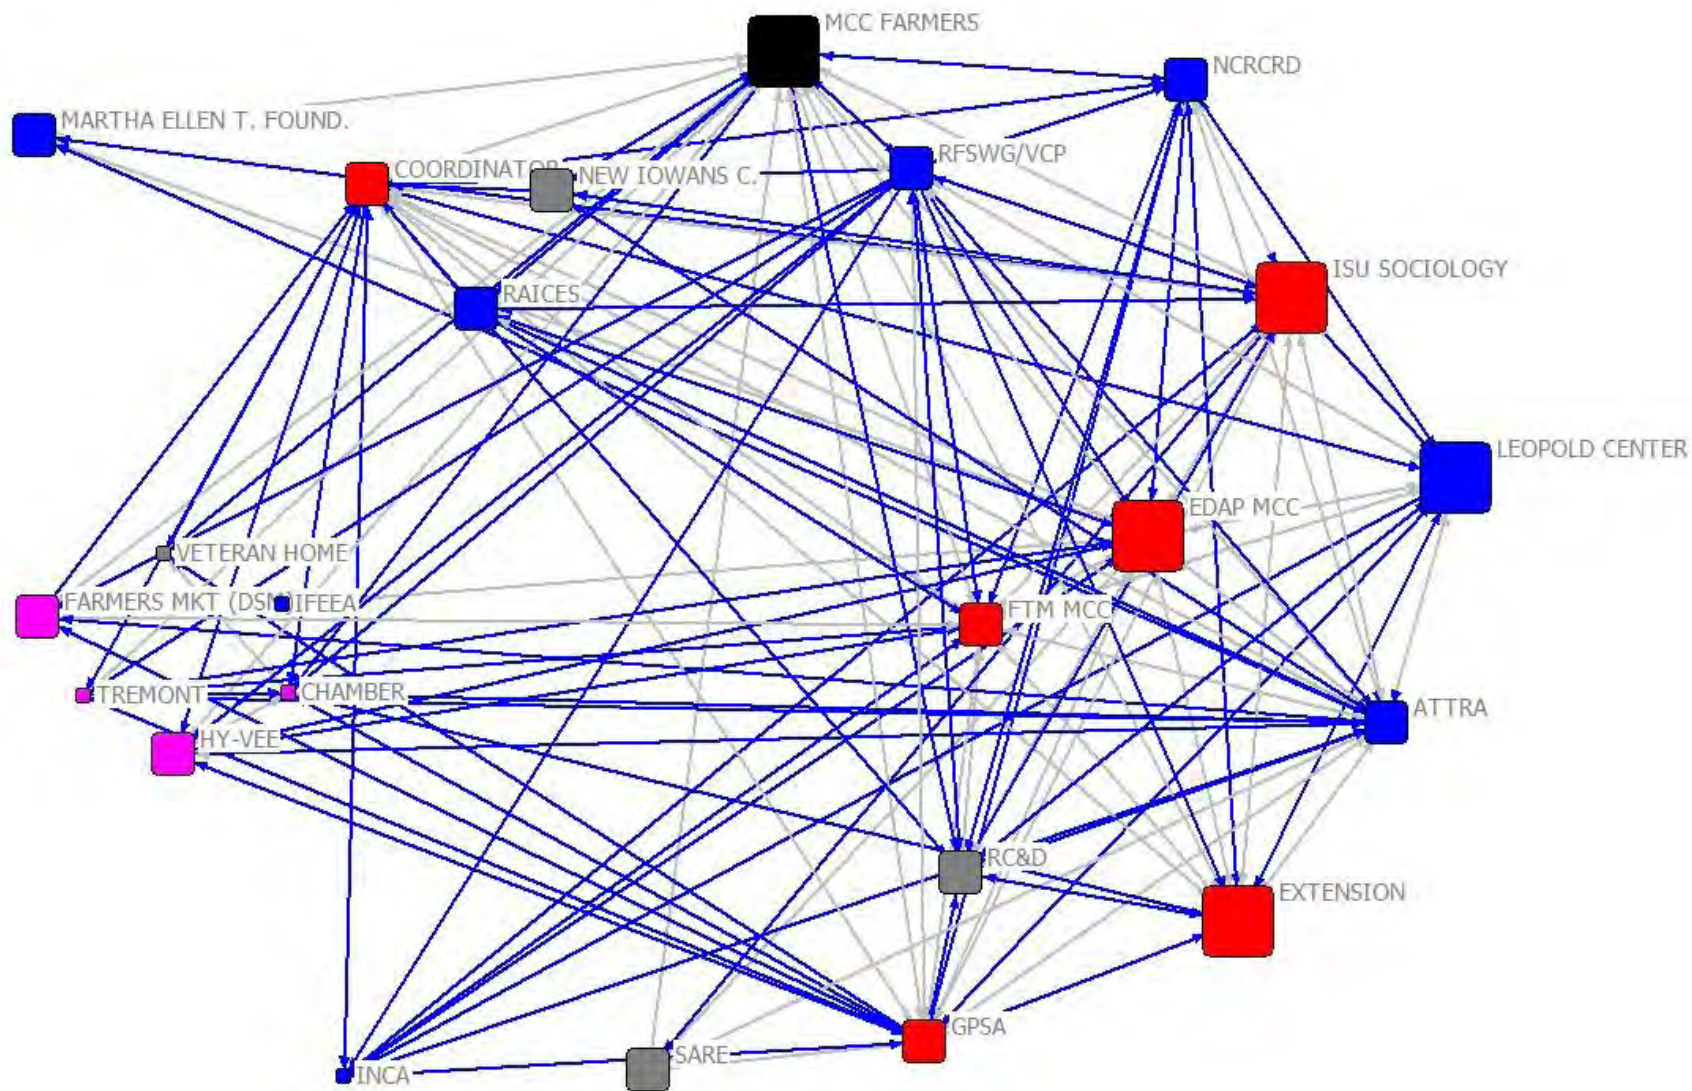 MCC FARMERS
NCRCRD
MARTHA ELLEN T. FOUND.
COORDINATOR
NEW IOWANS C.
RFSWG/VCP
ISU SOCIOLOGY
RAICES
LEOPOLD CENTER
EDAP MCC
VETERAN HOME
FARMERS MKT (DSM)
IFEEA
FTM MCC
TREMONT
CHAMBER
ATTRA
HY-VEE
RC&D
EXTENSION
GPSA
SARE
INCA